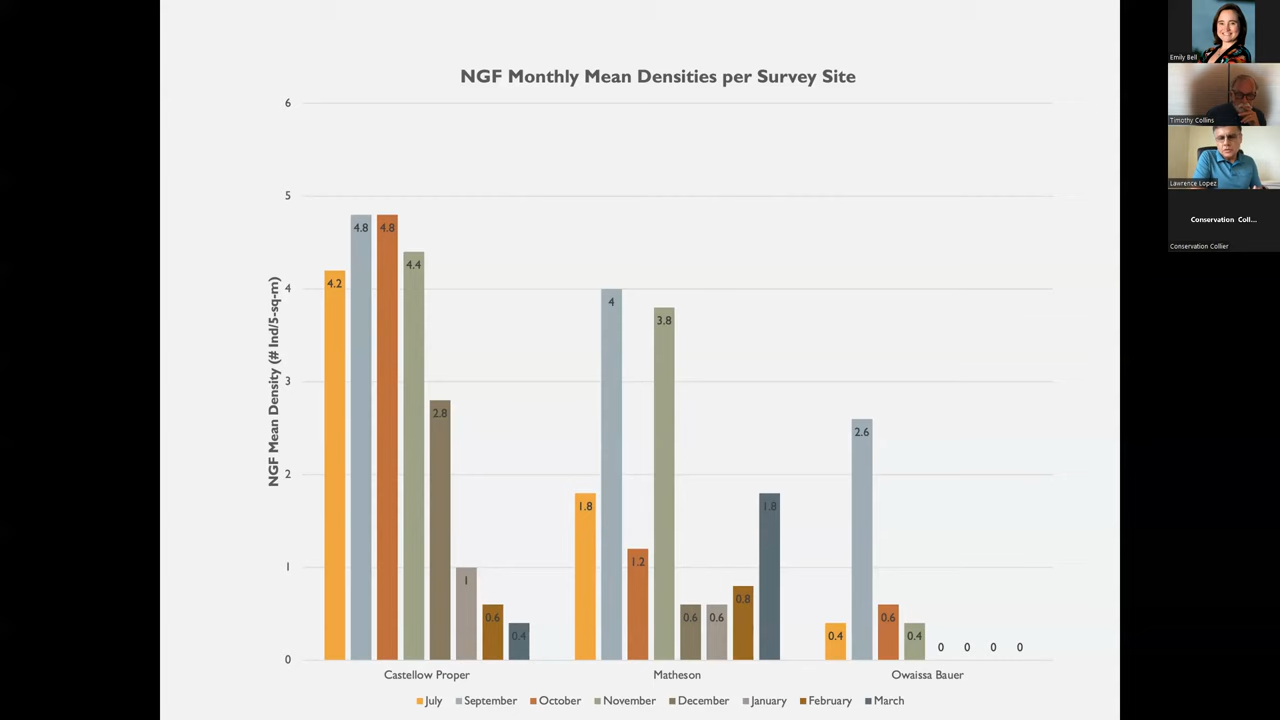 NGF Monthly Mean Densities per Survey Site
NGF Mean Density (# Ind/5-sq-m)
6
5
4
3
2
1
0
4.2
4.8
4.8
4.4
2.8
1
0.6
0.4
1.8
4
1.2
3.8
0.6
0.6
0.8
1.8
0.4
2.6
0.6
0.4
0
0
0
0
Castellow Proper
Matheson
Owaissa Bauer
July September October November December January February March
Emily Bell
Timothy Collins
Lawrence Lopez
Conservation Coll...
Conservation Collier